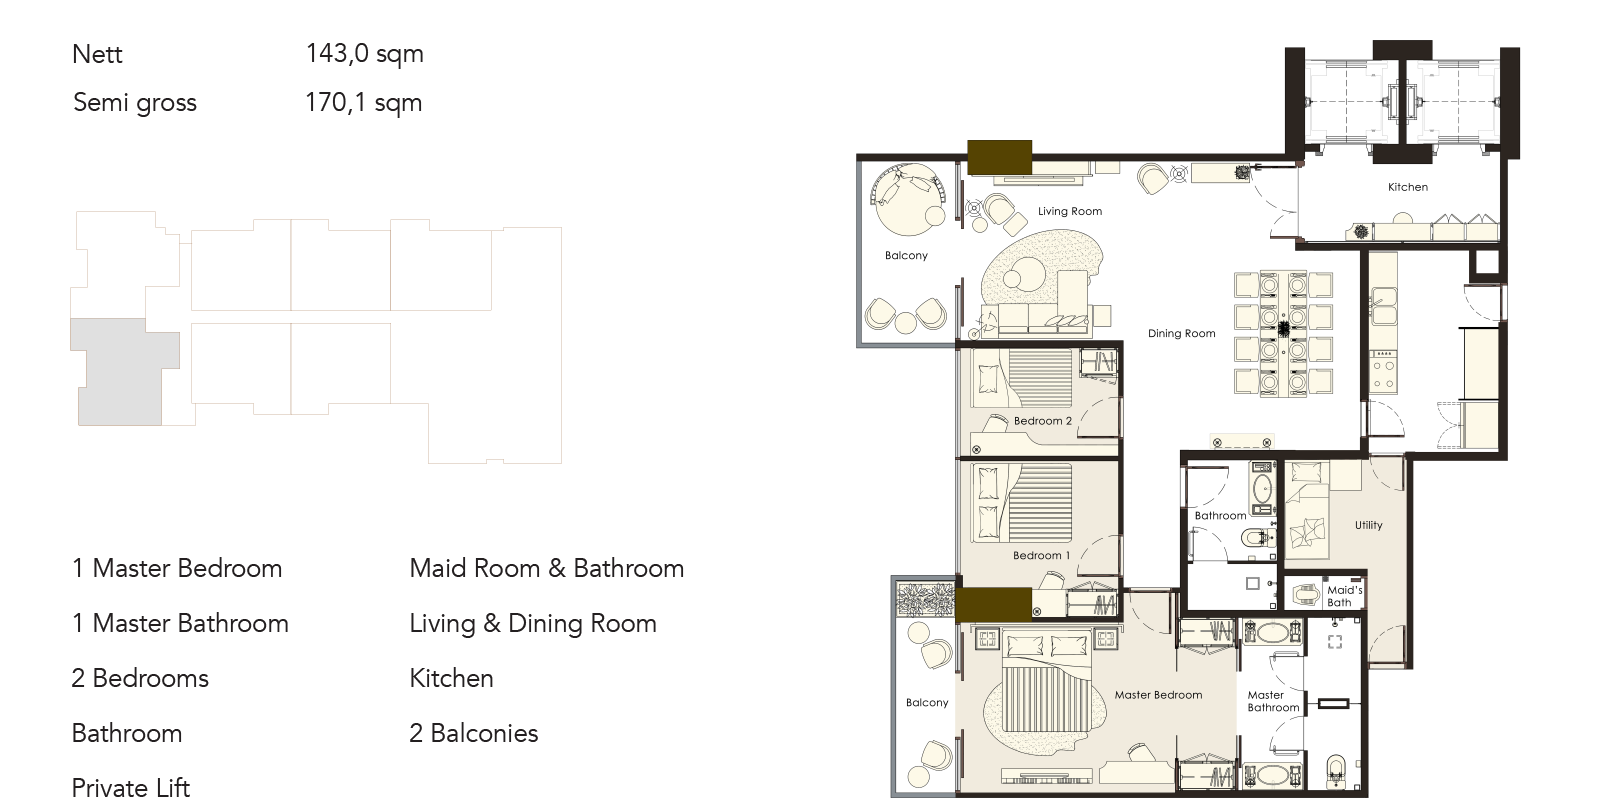 Nett 143,0 sqm
Semi gross 170,1 sqm
1 Master Bedroom
1 Master Bathroom
2 Bedrooms
Bathroom
Private Lift
Maid Room & Bathroom
Living & Dining Room
Kitchen
2 Balconies
Kitchen
Living Room
Balcony
Dining Room
Bedroom 2
Bathroom
Utility
Bedroom 1
Maid's
Bath
Master Bedroom
Master
Bathroom
Balcony